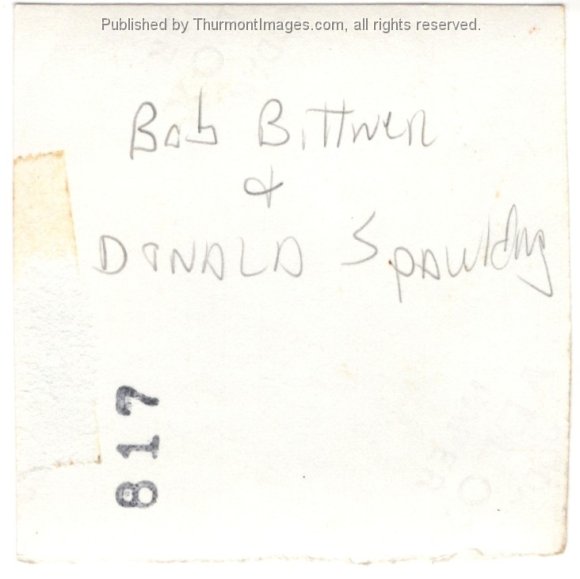 Published by ThurmontImages.com, all rights reserved.
Bob Bittner
&
DONALD Spaulding
817